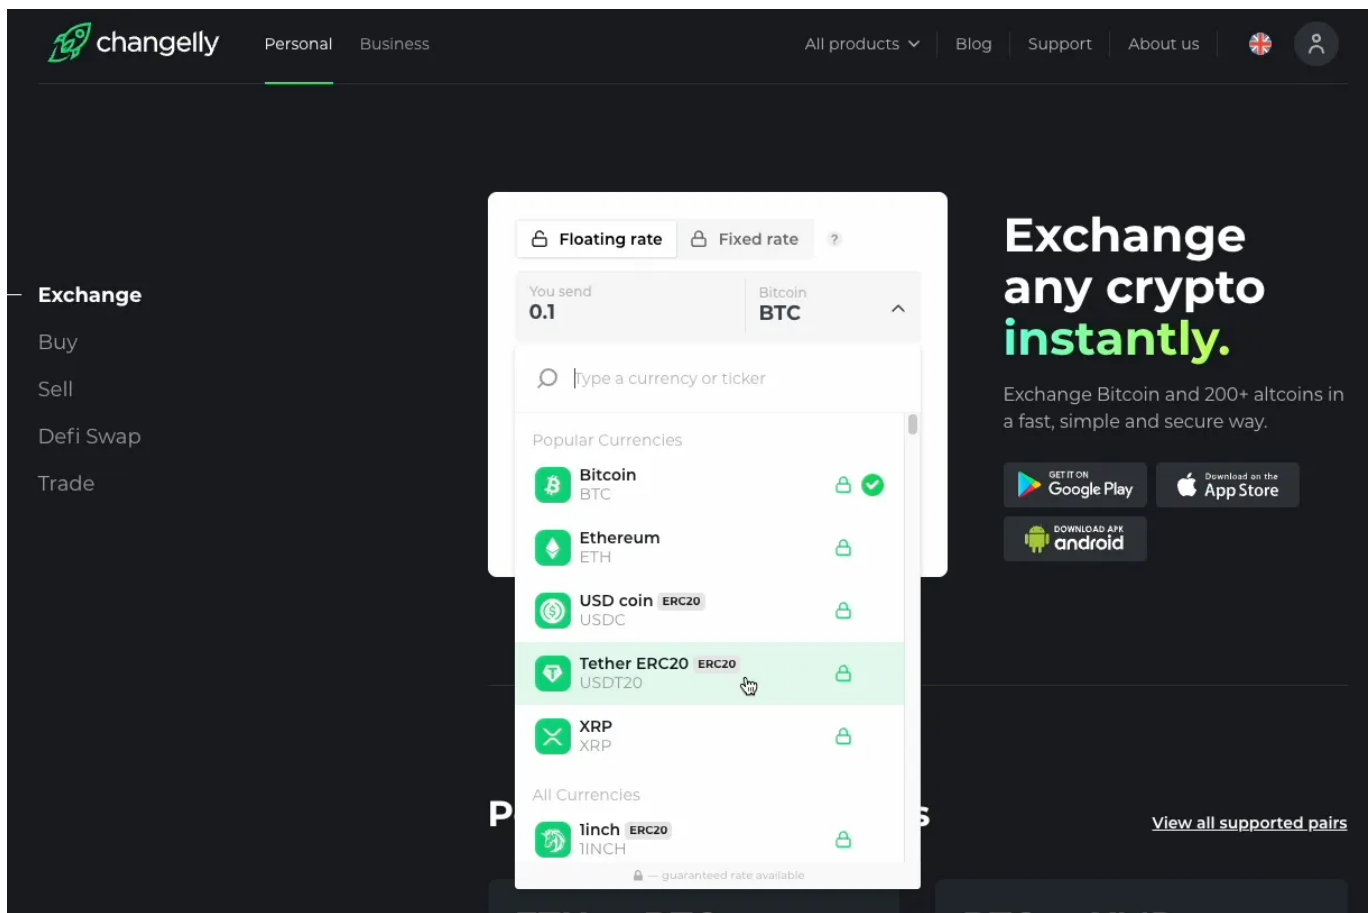 changelly
Personal
Business
All products
Blog
Support
About us
Exchange
Buy
Sell
Defi Swap
Trade
Floating rate
Fixed rate
?
You send
0.1
Bitcoin
BTC
Type a currency or ticker
Popular Currencies
Bitcoin
BTC
Ethereum
ETH
USD coin ERC20
USDC
Tether ERC20 ERC20
USDT20
XRP
XRP
All Currencies
1inch ERC20
1INCH
— guaranteed rate available
Exchange
any crypto
instantly.
Exchange Bitcoin and 200+ altcoins in
a fast, simple and secure way.
GET IT ON
Google Play
Download on the
App Store
DOWNLOAD APK
android
View all supported pairs